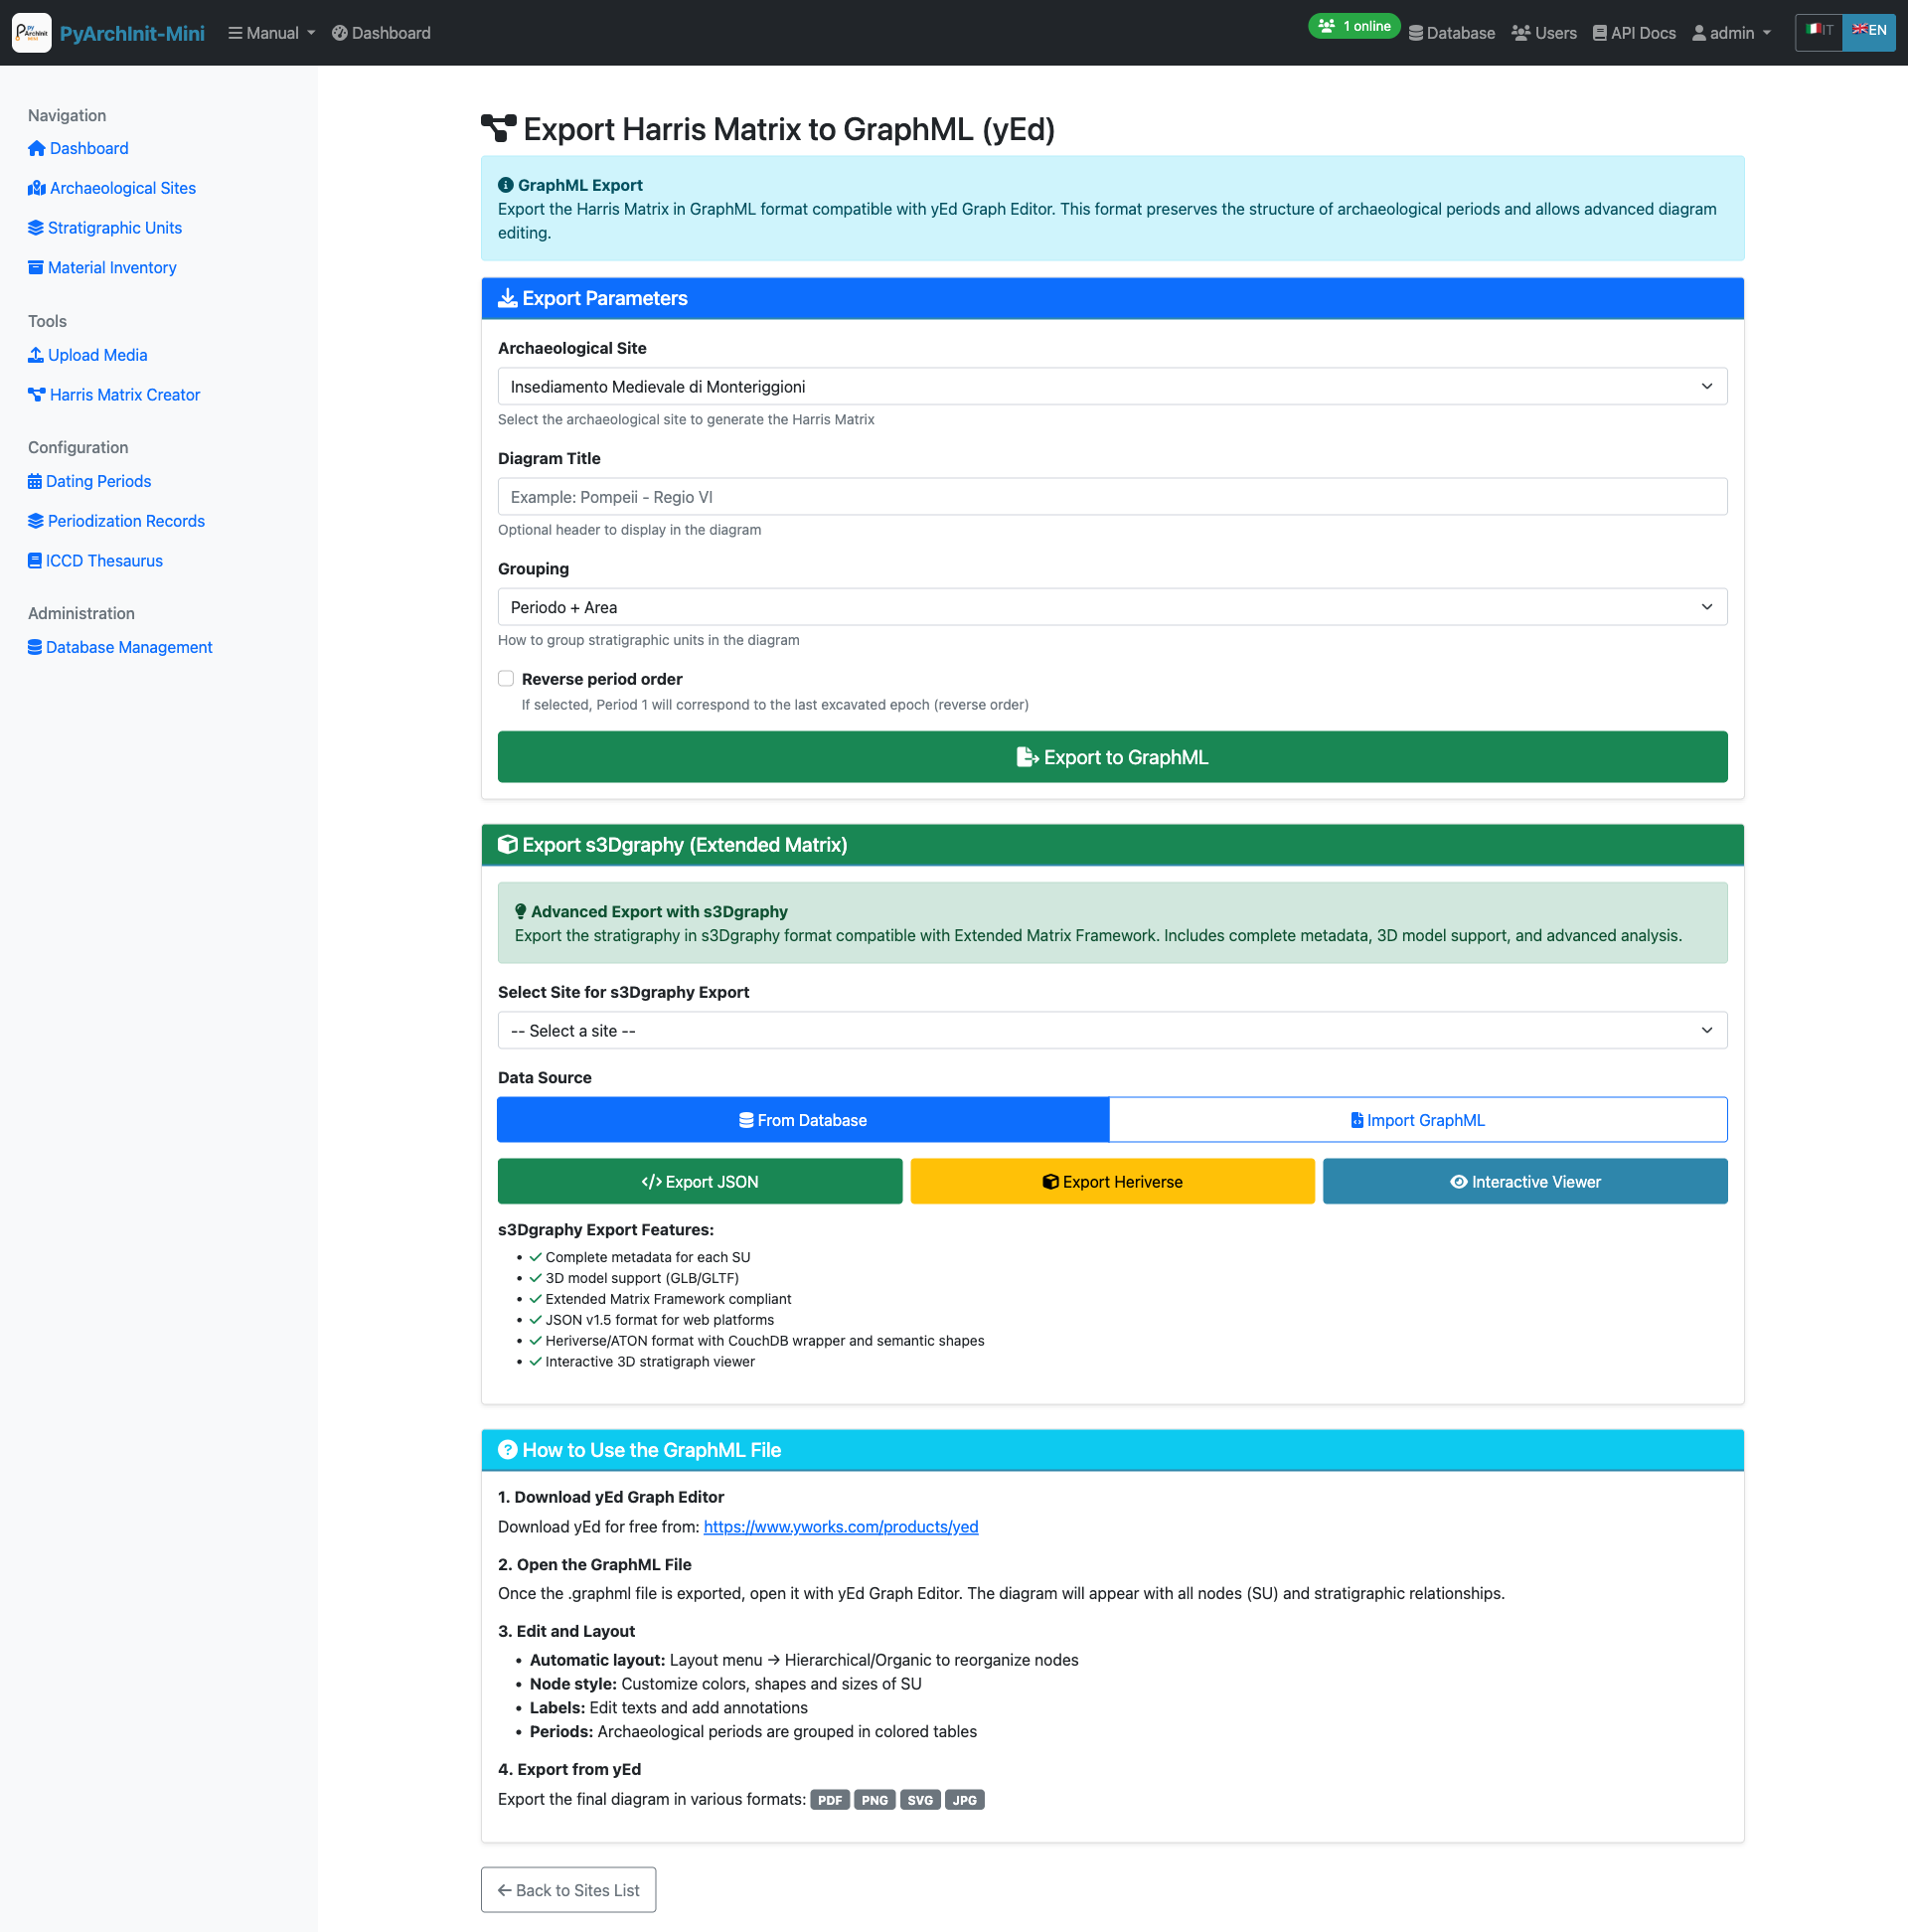 PyArchInit-Mini
Manual
Dashboard
1 online
Database
Users
API Docs
admin
IT
EN
Navigation
Dashboard
Archaeological Sites
Stratigraphic Units
Material Inventory
Tools
Upload Media
Harris Matrix Creator
Configuration
Dating Periods
Periodization Records
ICCD Thesaurus
Administration
Database Management
Export Harris Matrix to GraphML (yEd)
GraphML Export
Export the Harris Matrix in GraphML format compatible with yEd Graph Editor. This format preserves the structure of archaeological periods and allows advanced diagram
editing.
Export Parameters
Archaeological Site
Insediamento Medievale di Monteriggioni
Select the archaeological site to generate the Harris Matrix
Diagram Title
Example: Pompeii - Regio VI
Optional header to display in the diagram
Grouping
Periodo + Area
How to group stratigraphic units in the diagram
Reverse period order
If selected, Period 1 will correspond to the last excavated epoch (reverse order)
Export to GraphML
Export s3Dgraphy (Extended Matrix)
Advanced Export with s3Dgraphy
Export the stratigraphy in s3Dgraphy format compatible with Extended Matrix Framework. Includes complete metadata, 3D model support, and advanced analysis.
Select Site for s3Dgraphy Export
-- Select a site --
Data Source
From Database
Import GraphML
Export JSON
Export Heriverse
Interactive Viewer
s3Dgraphy Export Features:
• ✓ Complete metadata for each SU
• ✓ 3D model support (GLB/GLTF)
• ✓ Extended Matrix Framework compliant
• ✓ JSON v1.5 format for web platforms
• ✓ Heriverse/ATON format with CouchDB wrapper and semantic shapes
• ✓ Interactive 3D stratigraph viewer
How to Use the GraphML File
1. Download yEd Graph Editor
Download yEd for free from: https://www.yworks.com/products/yed
2. Open the GraphML File
Once the .graphml file is exported, open it with yEd Graph Editor. The diagram will appear with all nodes (SU) and stratigraphic relationships.
3. Edit and Layout
• Automatic layout: Layout menu → Hierarchical/Organic to reorganize nodes
• Node style: Customize colors, shapes and sizes of SU
• Labels: Edit texts and add annotations
• Periods: Archaeological periods are grouped in colored tables
4. Export from yEd
Export the final diagram in various formats: PDF PNG SVG JPG
← Back to Sites List